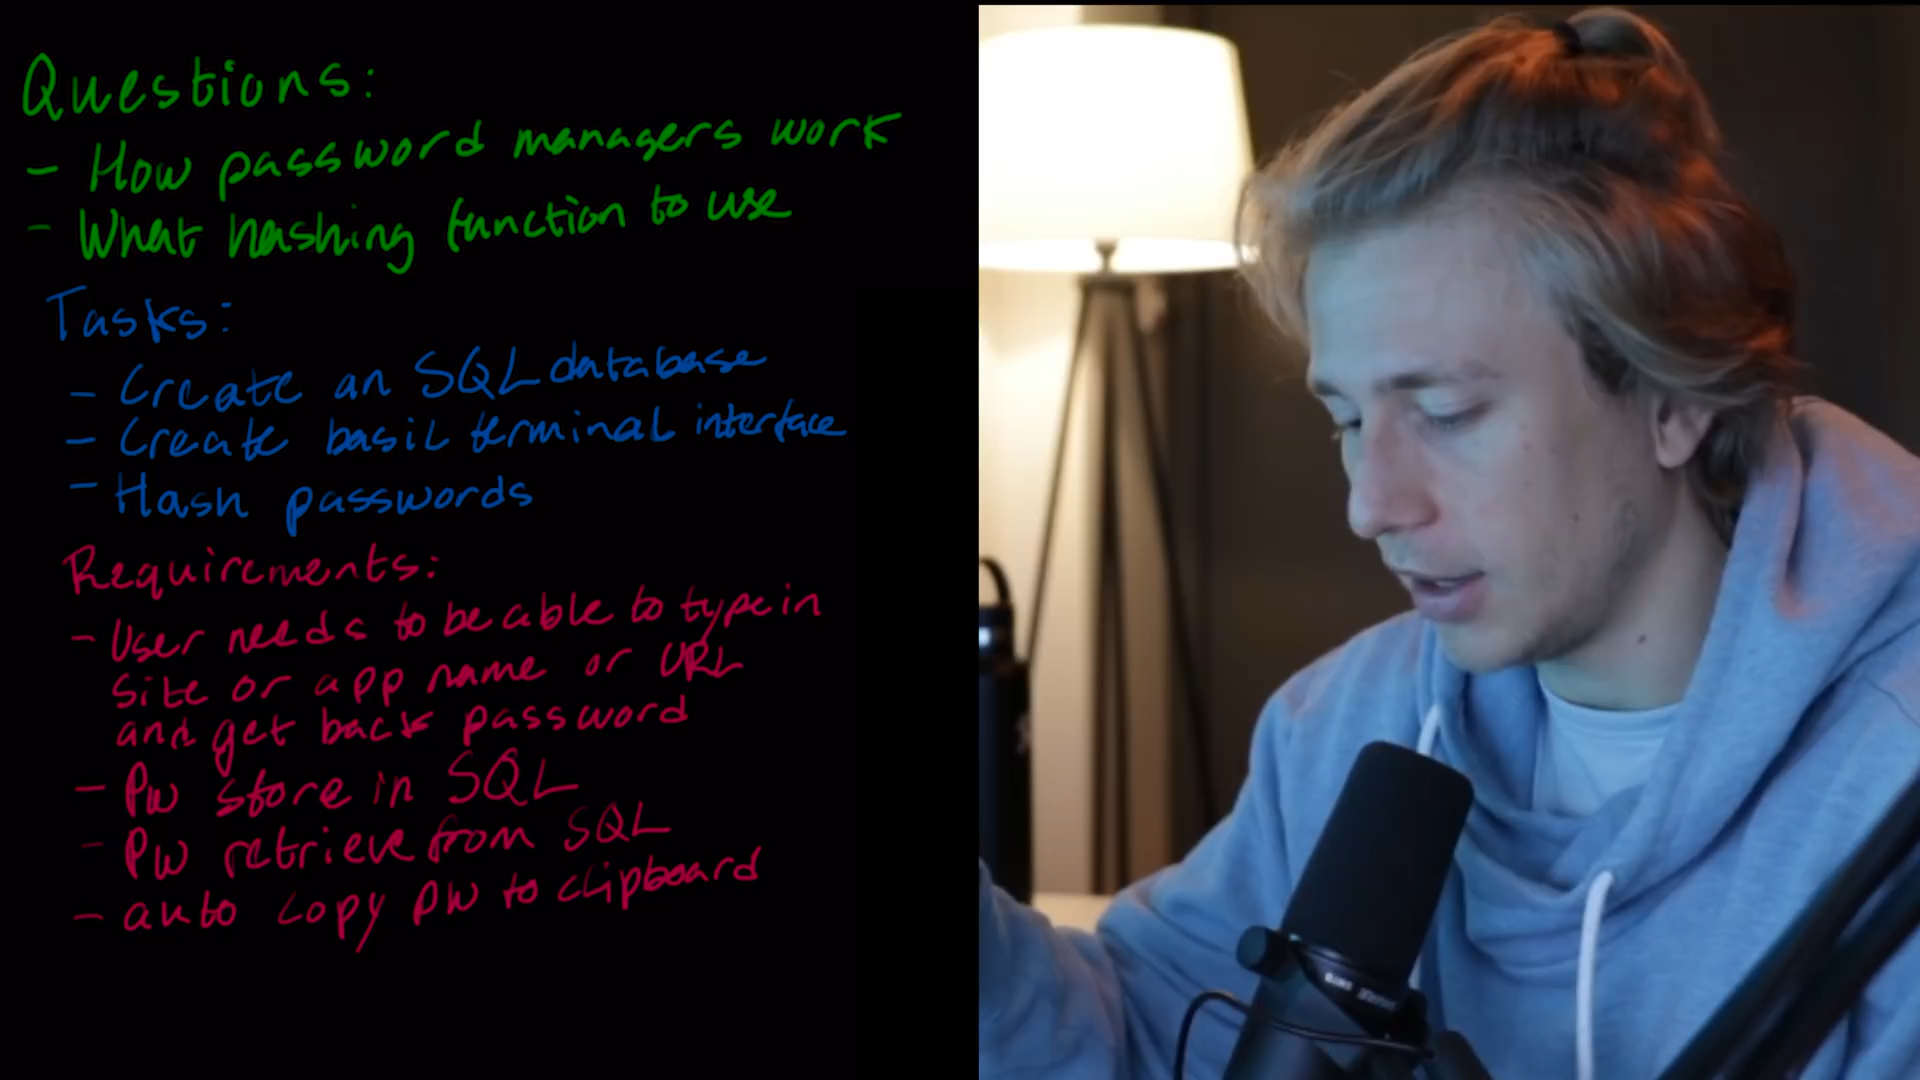 Questions:
- How password managers work
- What hashing function to use
Tasks:
- Create an SQL database
- Create basic terminal interface
- Hash passwords
Requirements:
- User needs to be able to type in
site or app name or URL
and get back password
- PW store in SQL
- PW retrieve from SQL
- auto copy PW to clipboard